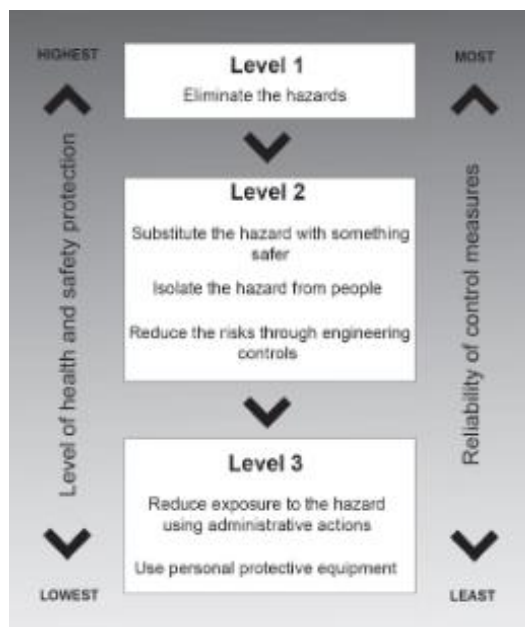 HIGHEST
MOST
Level 1
Eliminate the hazards
Level 2
Substitute the hazard with something
safer
Isolate the hazard from people
Reduce the risks through engineering
controls
Level 3
Reduce exposure to the hazard
using administrative actions
Use personal protective equipment
Level of health and safety protection
Reliability of control measures
LOWEST
LEAST